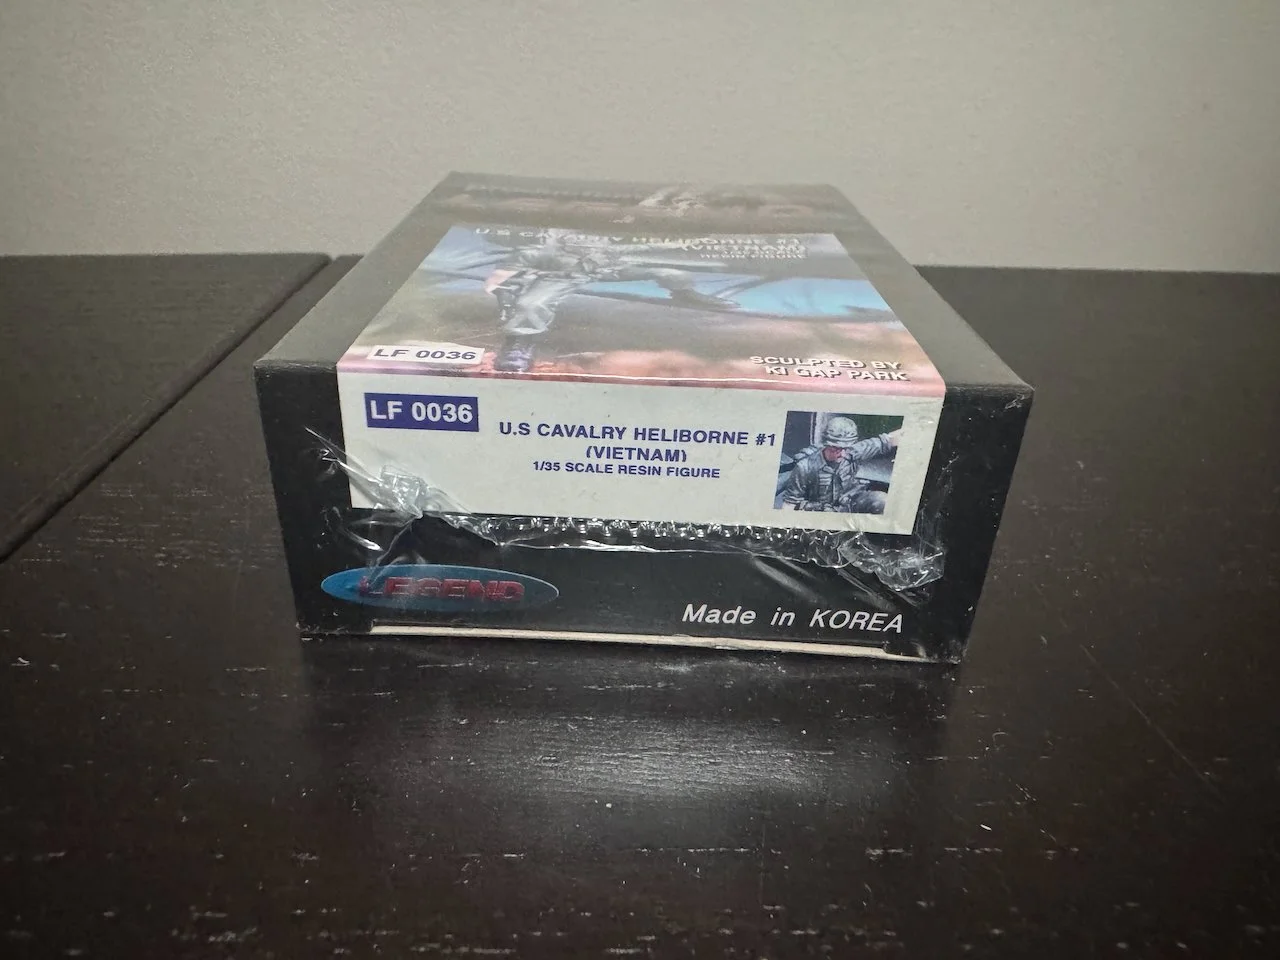 U.S CAVALRY HELIBORNE #1
(VIETNAM)
RESIN FIGURE
LF 0036
SCULPTED BY
KI GAP PARK
LF 0036
U.S CAVALRY HELIBORNE #1
(VIETNAM)
1/35 SCALE RESIN FIGURE
LEGEND
Made in KOREA